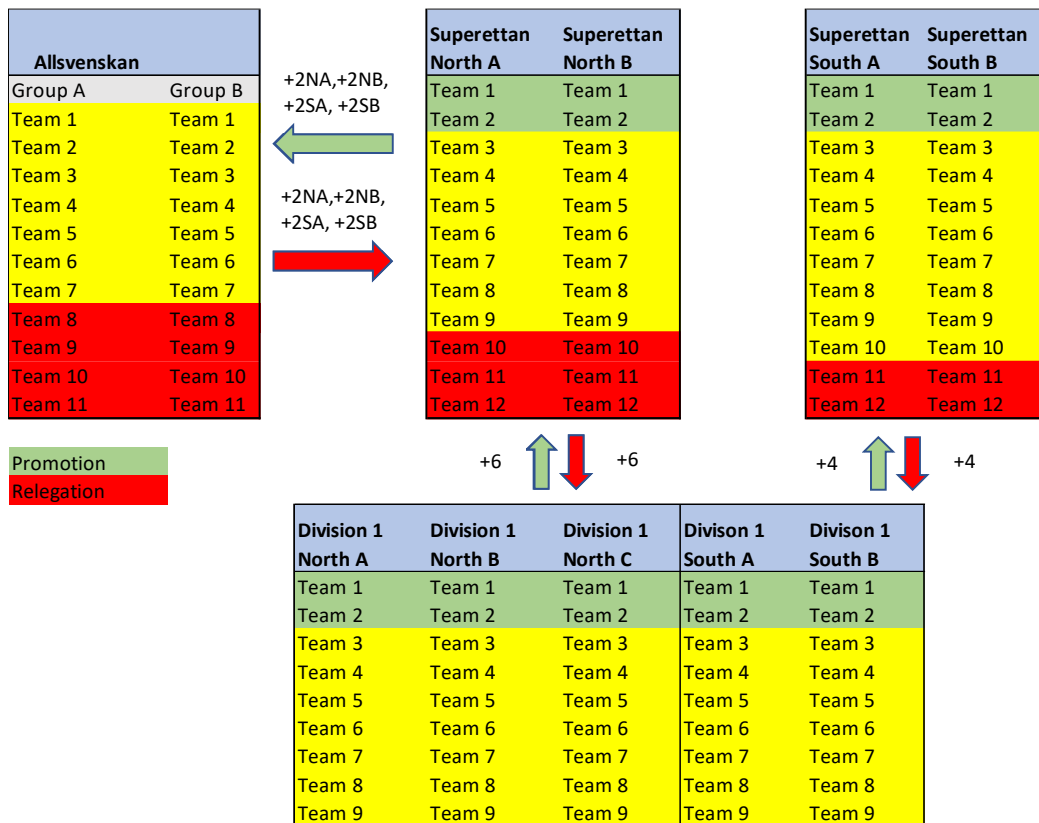 Allsvenskan
Group A Group B
Team 1 Team 1
Team 2 Team 2
Team 3 Team 3
Team 4 Team 4
Team 5 Team 5
Team 6 Team 6
Team 7 Team 7
Team 8 Team 8
Team 9 Team 9
Team 10 Team 10
Team 11 Team 11
+2NA,+2NB,
+2SA, +2SB
+2NA,+2NB,
+2SA, +2SB
Superettan Superettan
North A North B
Team 1 Team 1
Team 2 Team 2
Team 3 Team 3
Team 4 Team 4
Team 5 Team 5
Team 6 Team 6
Team 7 Team 7
Team 8 Team 8
Team 9 Team 9
Team 10 Team 10
Team 11 Team 11
Team 12 Team 12
Superettan Superettan
South A South B
Team 1 Team 1
Team 2 Team 2
Team 3 Team 3
Team 4 Team 4
Team 5 Team 5
Team 6 Team 6
Team 7 Team 7
Team 8 Team 8
Team 9 Team 9
Team 10 Team 10
Team 11 Team 11
Team 12 Team 12
Promotion
Relegation
+6 +6
+4 +4
Division 1 Division 1 Division 1 Divison 1 Divison 1
North A North B North C South A South B
Team 1 Team 1 Team 1 Team 1 Team 1
Team 2 Team 2 Team 2 Team 2 Team 2
Team 3 Team 3 Team 3 Team 3 Team 3
Team 4 Team 4 Team 4 Team 4 Team 4
Team 5 Team 5 Team 5 Team 5 Team 5
Team 6 Team 6 Team 6 Team 6 Team 6
Team 7 Team 7 Team 7 Team 7 Team 7
Team 8 Team 8 Team 8 Team 8 Team 8
Team 9 Team 9 Team 9 Team 9 Team 9